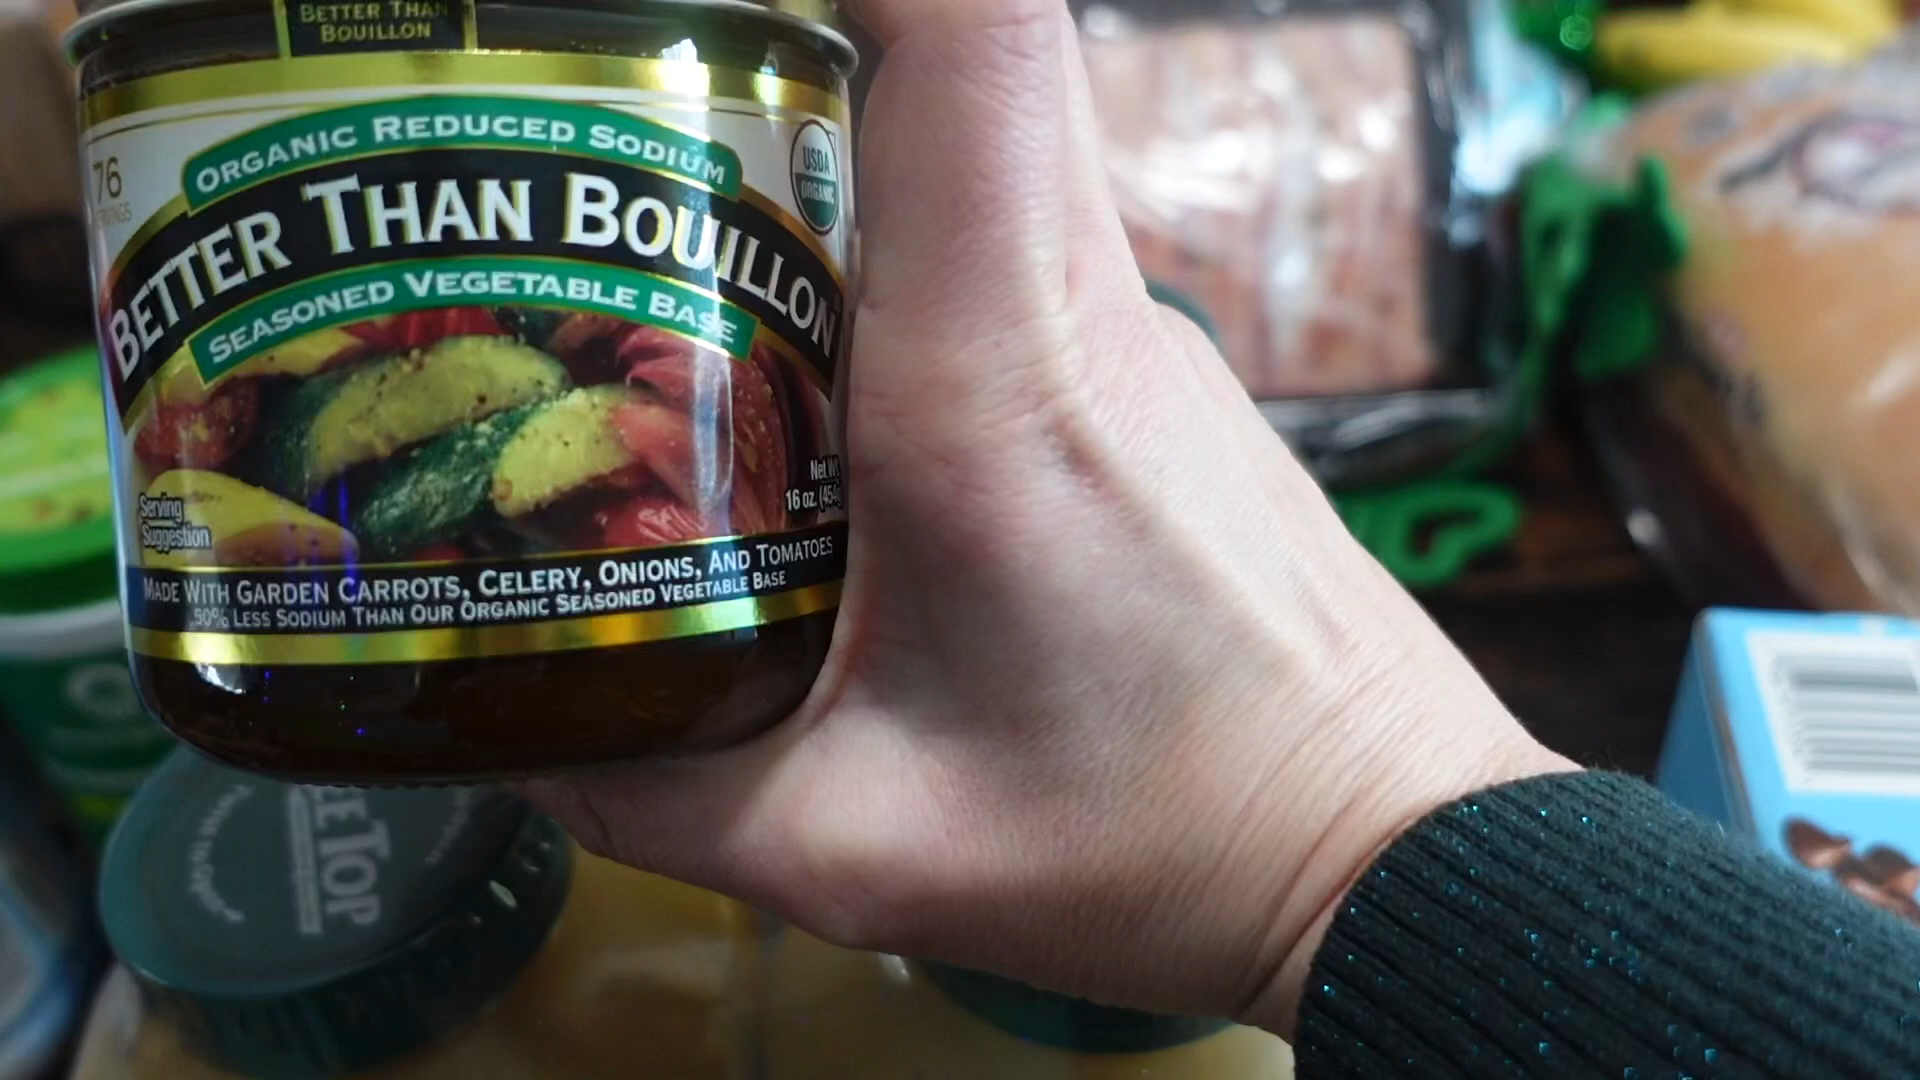 BETTER THAN
BOUILLON
ORGANIC REDUCED SODIUM
USDA
ORGANIC
76
BETTER THAN BOUILLON
SEASONED VEGETABLE BASE
Net Wt.
16 oz. (454g
Serving
Suggestion
MADE WITH GARDEN CARROTS, CELERY, ONIONS, AND TOMATOES
50% LESS SODIUM THAN OUR ORGANIC SEASONED VEGETABLE BASE
TOP